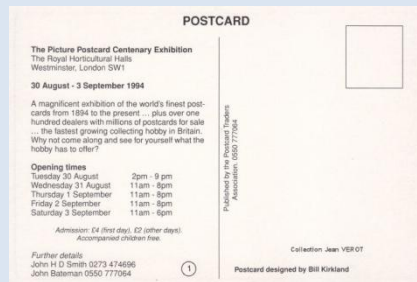 POSTCARD
The Picture Postcard Centenary Exhibition
The Royal Horticultural Halls
Westminster, London SW1
30 August - 3 September 1994
A magnificent exhibition of the world's finest post-
cards from 1894 to the present ... plus over one
hundred dealers with millions of postcards for sale
... the fastest growing collecting hobby in Britain.
Why not come along and see for yourself what the
hobby has to offer?
Opening times
Tuesday 30 August 2pm - 9 pm
Wednesday 31 August 11am - 8pm
Thursday 1 September 11am - 8pm
Friday 2 September 11am - 8pm
Saturday 3 September 11am - 6pm
Admission: £4 (first day), £2 (other days).
Accompanied children free.
Further details
John H D Smith 0273 474696
John Bateman 0550 777064
1
Published by the Postcard Traders
Association. 0550 777064
Collection Jean VEROT
Postcard designed by Bill Kirkland